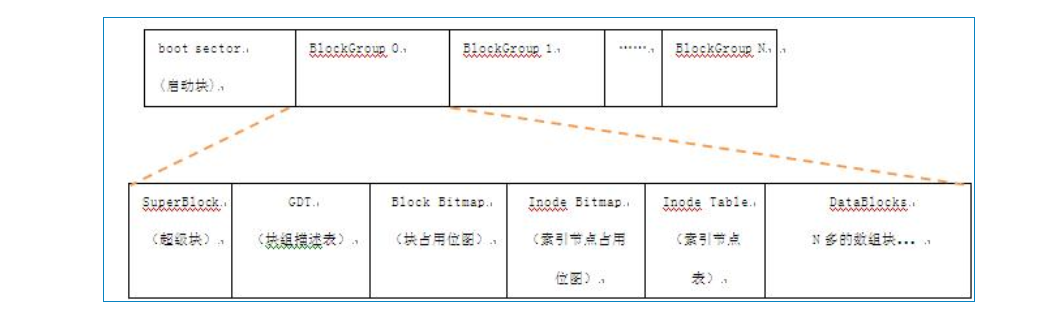 boot sector
（启动块）
BlockGroup 0
BlockGroup 1
······
BlockGroup N
SuperBlock
（超级块）
GDT
（块组描述表）
Block Bitmap
（块占用位图）
Inode Bitmap
（索引节点占用
位图）
Inode Table
（索引节点
表）
DataBlocks
N 多的数组块...